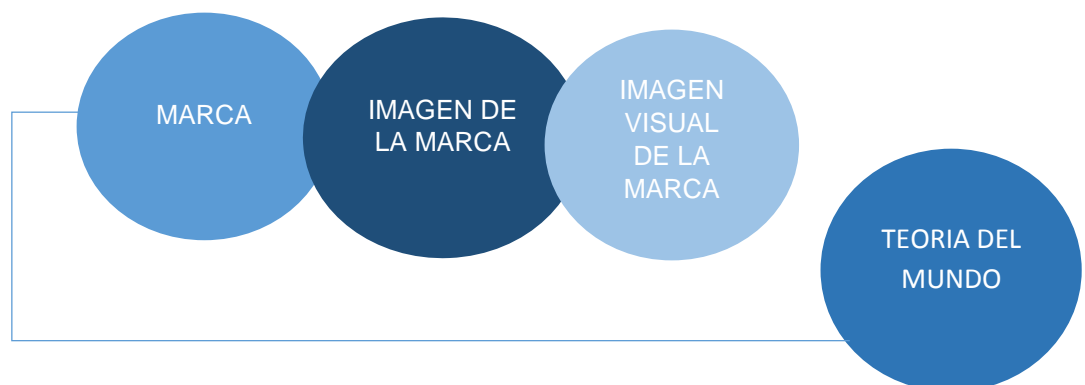 MARCA
IMAGEN DE
LA MARCA
IMAGEN
VISUAL
DE LA
MARCA
TEORIA DEL
MUNDO